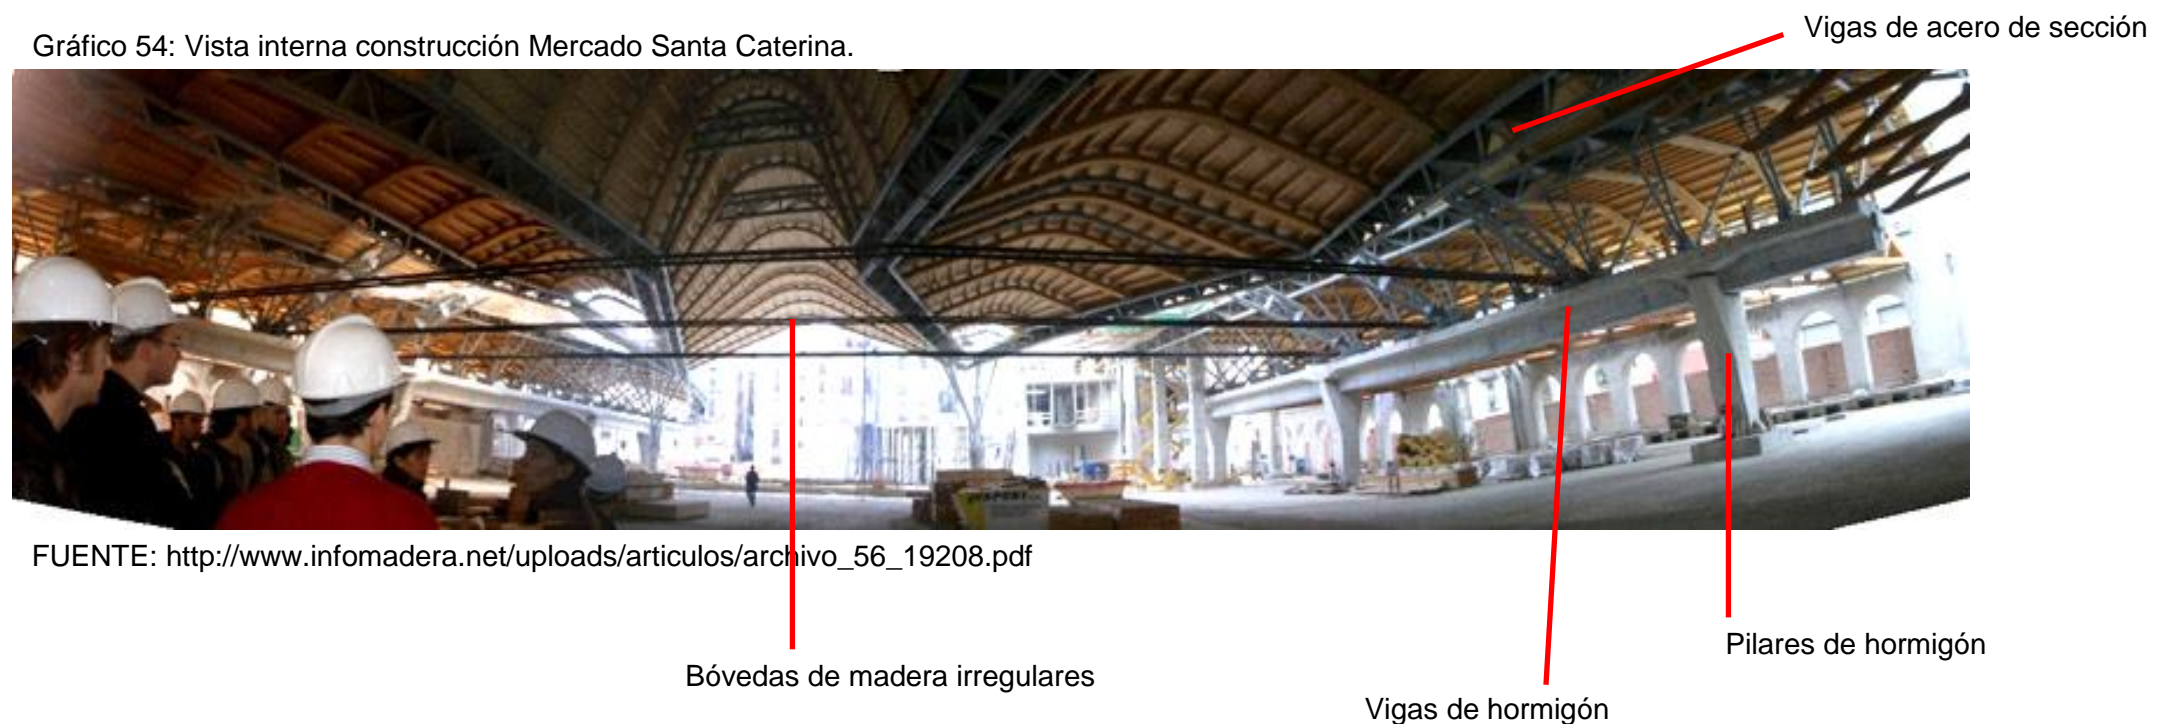 Vigas de acero de sección
Gráfico 54: Vista interna construcción Mercado Santa Caterina.
FUENTE: http://www.infomadera.net/uploads/articulos/archivo_56_19208.pdf
Pilares de hormigón
Bóvedas de madera irregulares
Vigas de hormigón